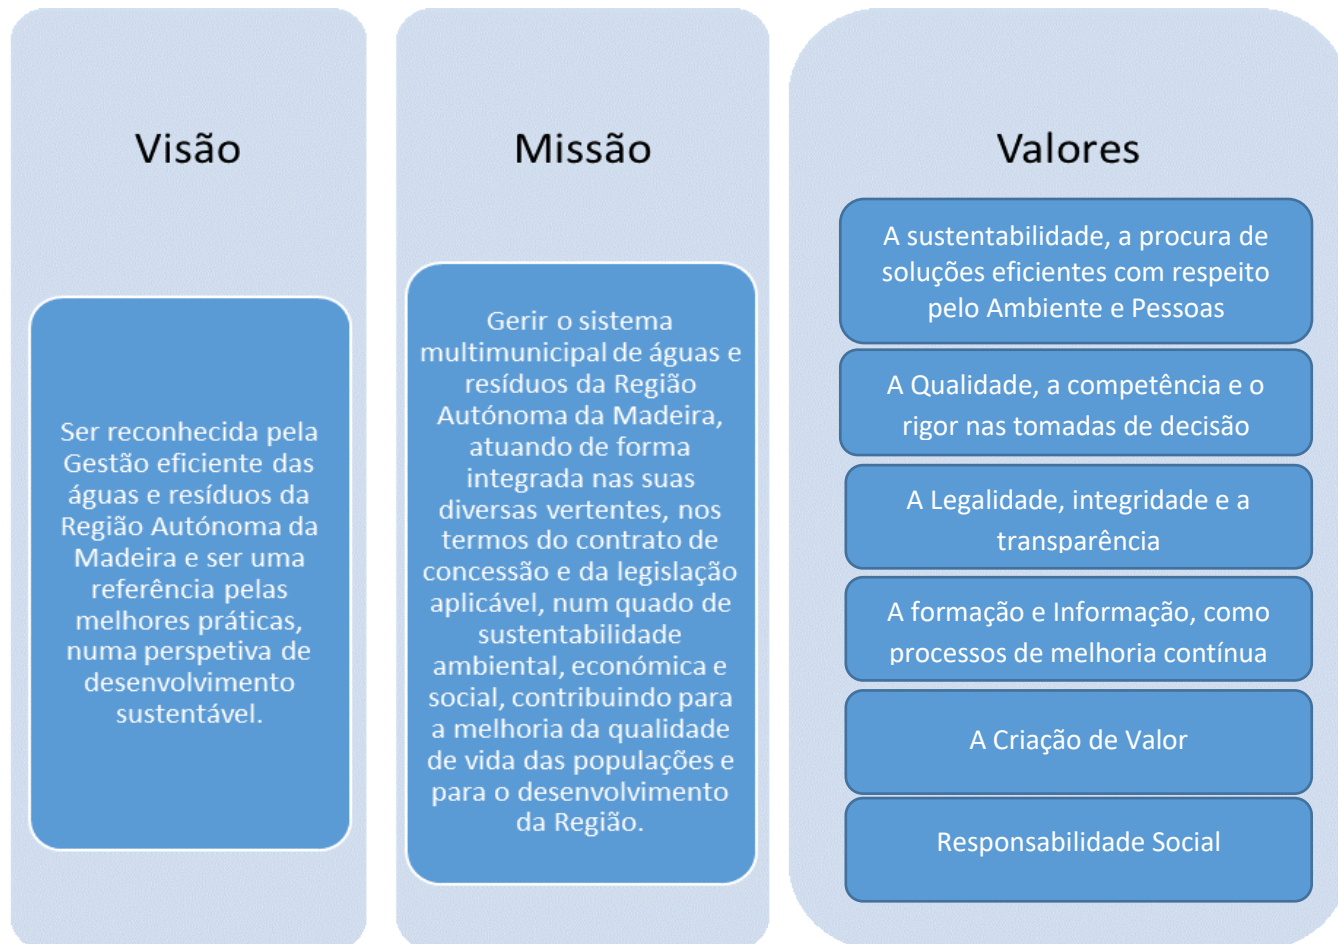 Visão
Ser reconhecida pela
Gestão eficiente das
águas e resíduos da
Região Autónoma da
Madeira e ser uma
referência pelas
melhores práticas,
numa perspetiva de
desenvolvimento
sustentável.
Missão
Gerir o sistema
multimunicipal de águas e
resíduos da Região
Autónoma da Madeira,
atuando de forma
integrada nas suas
diversas vertentes, nos
termos do contrato de
concessão e da legislação
aplicável, num quado de
sustentabilidade
ambiental, económica e
social, contribuindo para
a melhoria da qualidade
de vida das populações e
para o desenvolvimento
da Região.
Valores
A sustentabilidade, a procura de
soluções eficientes com respeito
pelo Ambiente e Pessoas
A Qualidade, a competência e o
rigor nas tomadas de decisão
A Legalidade, integridade e a
transparência
A formação e Informação, como
processos de melhoria contínua
A Criação de Valor
Responsabilidade Social